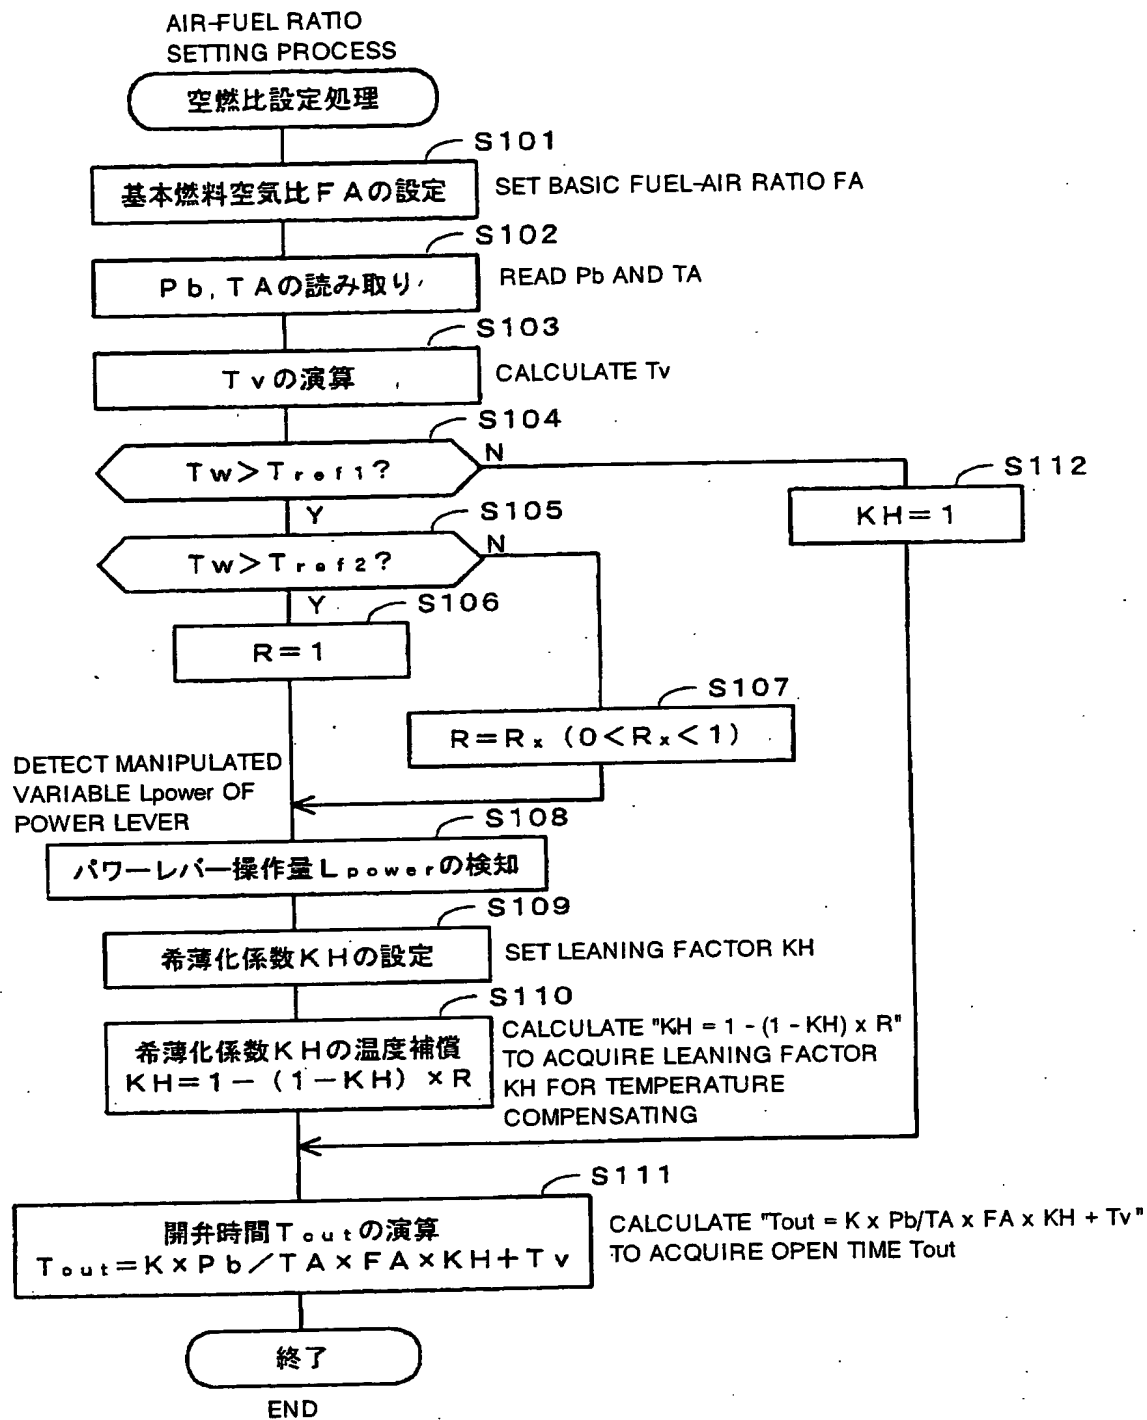 AIR-FUEL RATIO
SETTING PROCESS
空燃比設定処理
S101
基本燃料空気比FAの設定
SET BASIC FUEL-AIR RATIO FA
S102
Pb, TAの読み取り
READ Pb AND TA
S103
Tvの演算
CALCULATE Tv
S104
Tw>Tref1?
N
Y
S112
KH=1
S105
Tw>Tref2?
N
Y
S106
R=1
S107
R=Rx (0<Rx<1)
DETECT MANIPULATED
VARIABLE Lpower OF
POWER LEVER
S108
パワーレバー操作量Lpowerの検知
S109
希薄化係数KHの設定
SET LEANING FACTOR KH
S110
希薄化係数KHの温度補償
KH=1-(1-KH)×R
CALCULATE "KH = 1 - (1 - KH) x R"
TO ACQUIRE LEANING FACTOR
KH FOR TEMPERATURE
COMPENSATING
S111
開弁時間Toutの演算
Tout=K×Pb/TA×FA×KH+Tv
CALCULATE "Tout = K x Pb/TA x FA x KH + Tv"
TO ACQUIRE OPEN TIME Tout
終了
END